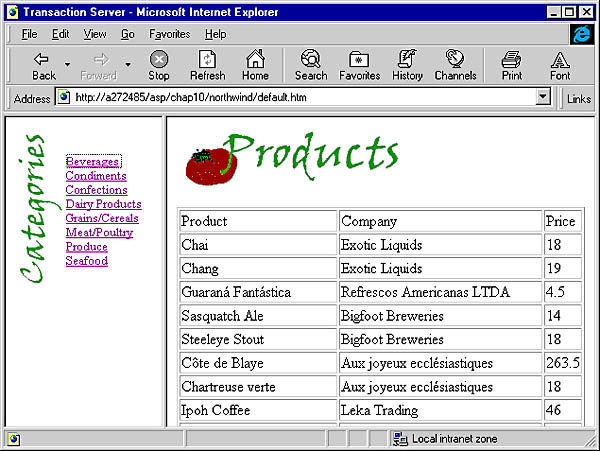 Transaction Server - Microsoft Internet Explorer
File Edit View Go Favorites Help
Back Forward Stop Refresh Home Search Favorites History Channels Print Font
Address http://a272485/asp/chap10/northwind/default.htm Links
Categories
Beverages
Condiments
Confections
Dairy Products
Grains/Cereals
Meat/Poultry
Produce
Seafood
Products
Product Company Price
Chai Exotic Liquids 18
Chang Exotic Liquids 19
Guaraná Fantástica Refrescos Americanas LTDA 4.5
Sasquatch Ale Bigfoot Breweries 14
Steeleye Stout Bigfoot Breweries 18
Côte de Blaye Aux joyeux ecclésiastiques 263.5
Chartreuse verte Aux joyeux ecclésiastiques 18
Ipoh Coffee Leka Trading 46
Local intranet zone